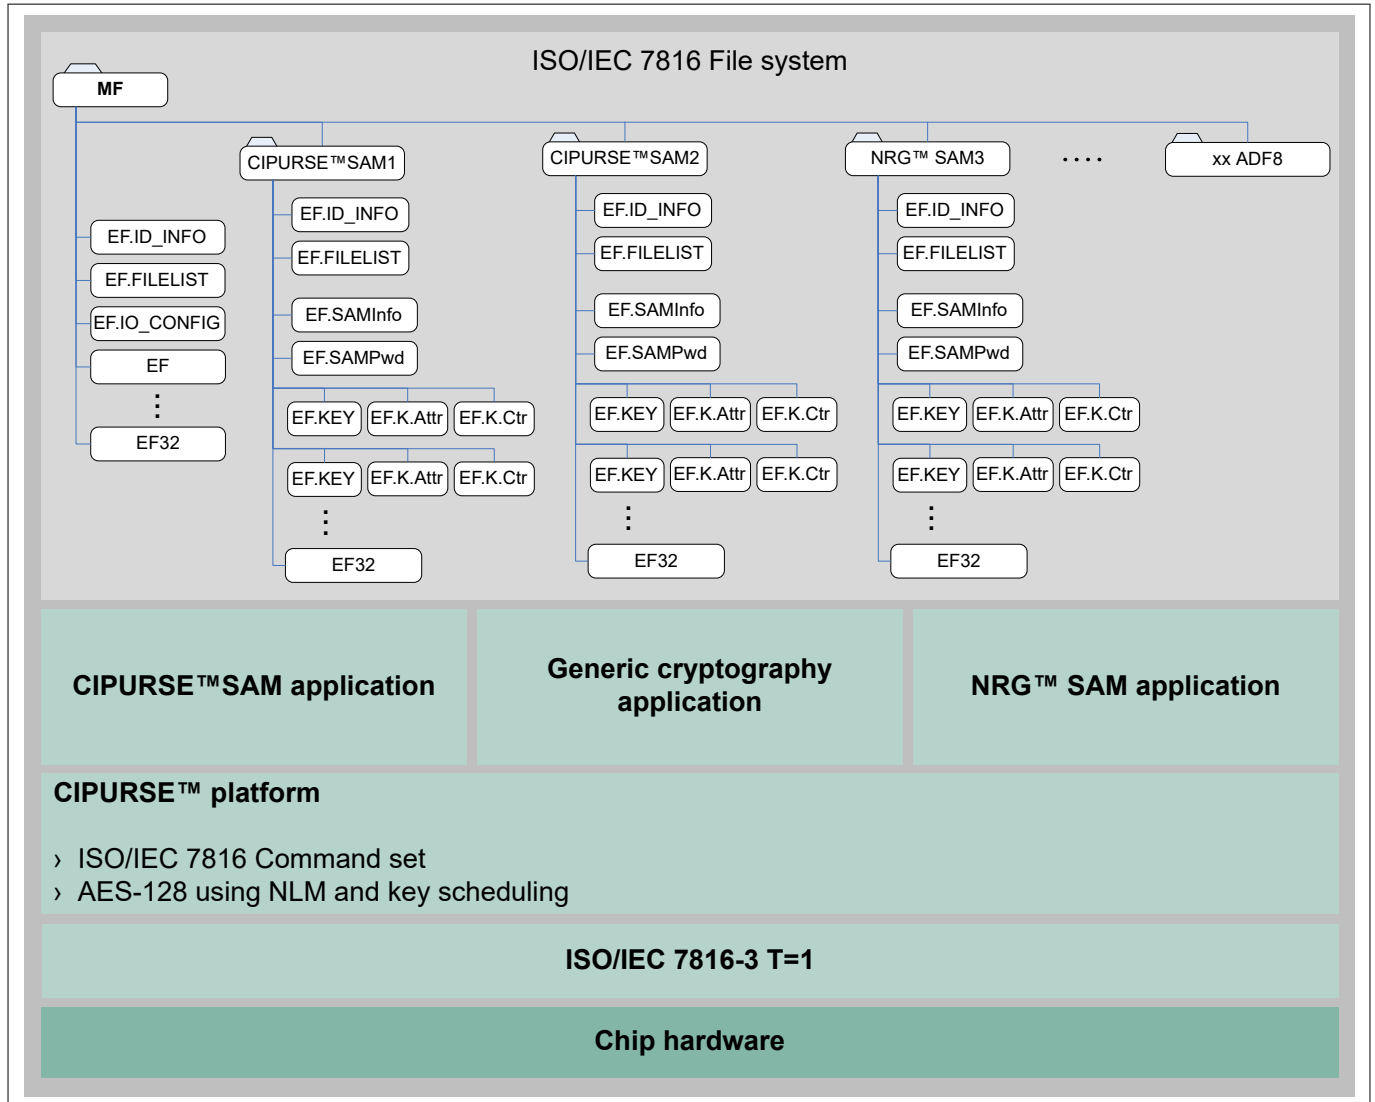 ISO/IEC 7816 File system
MF
CIPURSE™SAM1
CIPURSE™SAM2
NRG™ SAM3
....
xx ADF8
EF.ID_INFO
EF.FILELIST
EF.IO_CONFIG
EF
⋮
EF32
EF.ID_INFO
EF.FILELIST
EF.SAMInfo
EF.SAMPwd
EF.KEY EF.K.Attr EF.K.Ctr
EF.KEY EF.K.Attr EF.K.Ctr
⋮
EF32
EF.ID_INFO
EF.FILELIST
EF.SAMInfo
EF.SAMPwd
EF.KEY EF.K.Attr EF.K.Ctr
EF.KEY EF.K.Attr EF.K.Ctr
⋮
EF32
EF.ID_INFO
EF.FILELIST
EF.SAMInfo
EF.SAMPwd
EF.KEY EF.K.Attr EF.K.Ctr
EF.KEY EF.K.Attr EF.K.Ctr
⋮
EF32
CIPURSE™SAM application
Generic cryptography
application
NRG™ SAM application
CIPURSE™ platform
› ISO/IEC 7816 Command set
› AES-128 using NLM and key scheduling
ISO/IEC 7816-3 T=1
Chip hardware